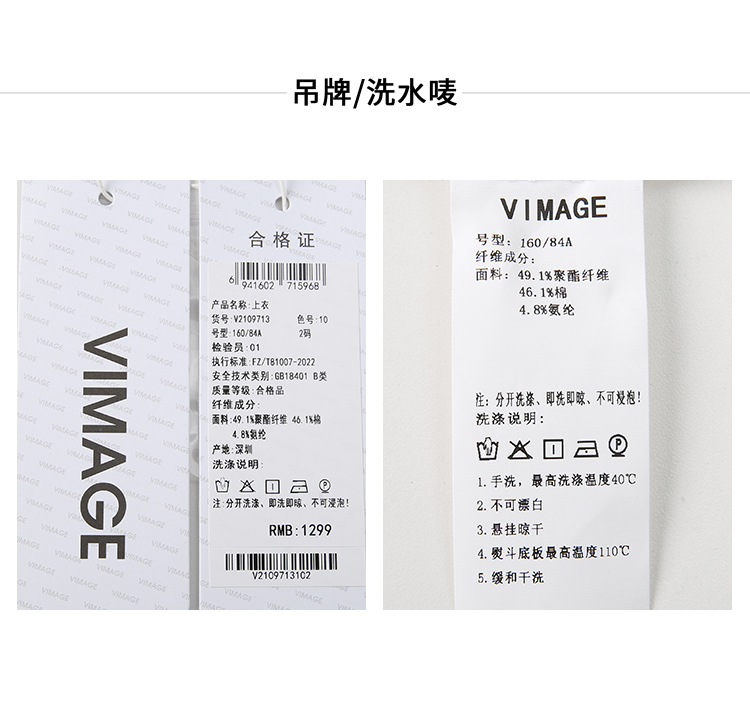 吊牌/洗水唛
VIMAGE
合格证
6 941602 715968
产品名称:上衣
货号:V2109713 色号:10
号型:160/84A 2码
检验员:01
执行标准:FZ/T81007-2022
安全技术类别:GB18401 B类
质量等级:合格品
纤维成分:
面料:49.1%聚酯纤维 46.1%棉
4.8%氨纶
产地:深圳
洗涤说明:
注:分开洗涤、即洗即晾、不可浸泡!
RMB:1299
V2109713102
VIMAGE
号型: 160/84A
纤维成分:
面料: 49.1%聚酯纤维
46.1%棉
4.8%氨纶
注: 分开洗涤、即洗即晾、不可浸泡!
洗涤说明:
1.手洗, 最高洗涤温度40℃
2.不可漂白
3.悬挂晾干
4.熨斗底板最高温度110℃
5.缓和干洗